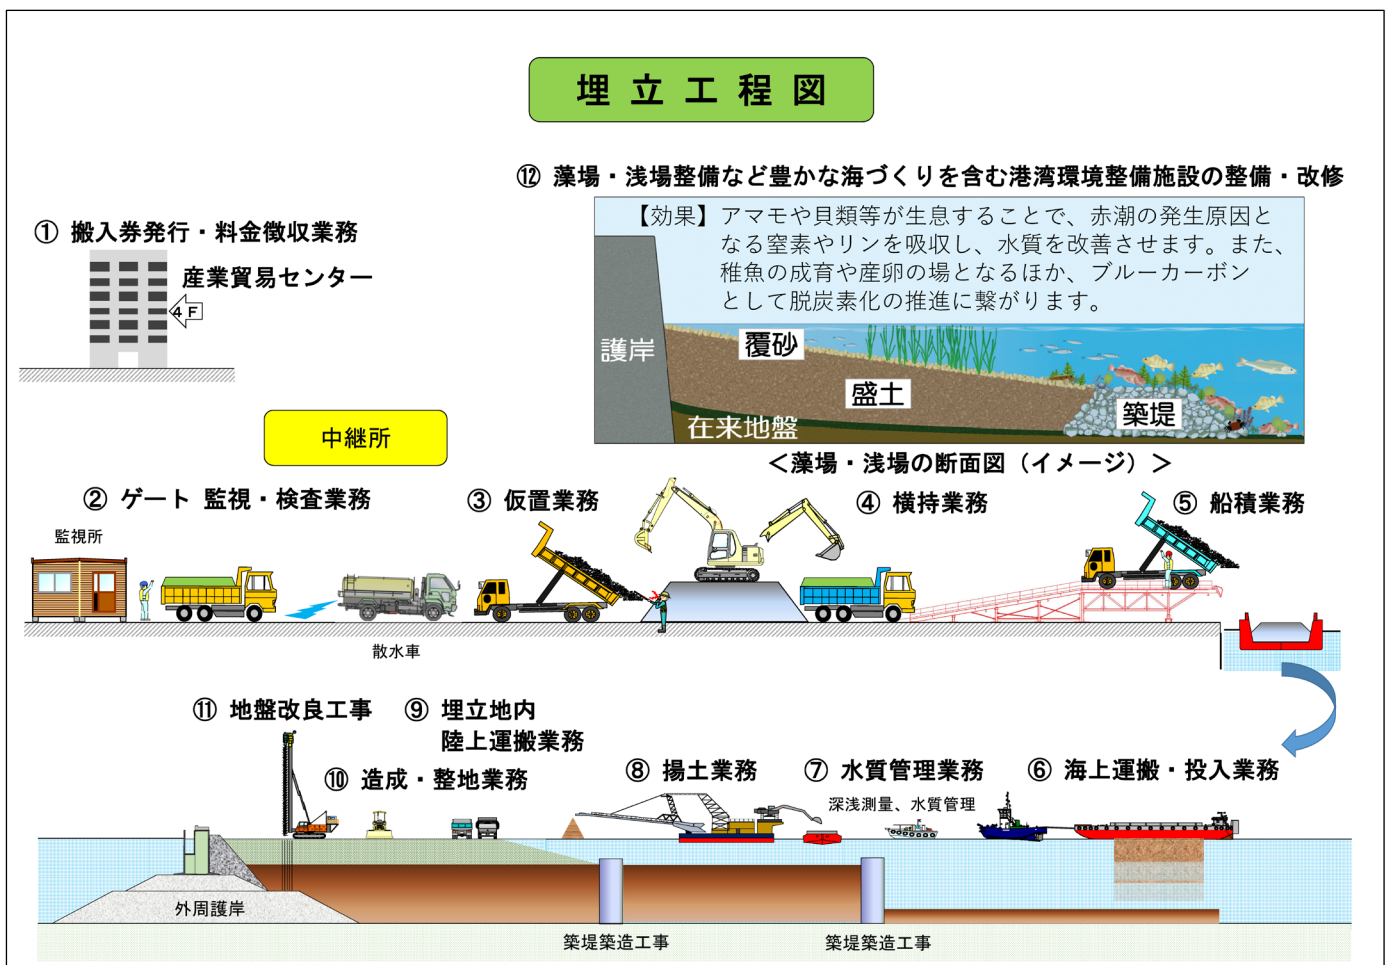 埋立工程図
⑫ 藻場・浅場整備など豊かな海づくりを含む港湾環境整備施設の整備・改修
【効果】アマモや貝類等が生息することで、赤潮の発生原因と
なる窒素やリンを吸収し、水質を改善させます。また、
稚魚の成育や産卵の場となるほか、ブルーカーボン
として脱炭素化の推進に繋がります。
護岸
覆砂
盛土
築堤
在来地盤
＜藻場・浅場の断面図（イメージ）＞
① 搬入券発行・料金徴収業務
産業貿易センター
4F
中継所
② ゲート 監視・検査業務
監視所
散水車
③ 仮置業務
④ 横持業務
⑤ 船積業務
⑪ 地盤改良工事
⑨ 埋立地内
陸上運搬業務
⑩ 造成・整地業務
⑧ 揚土業務
⑦ 水質管理業務
深浅測量、水質管理
⑥ 海上運搬・投入業務
外周護岸
築堤築造工事
築堤築造工事